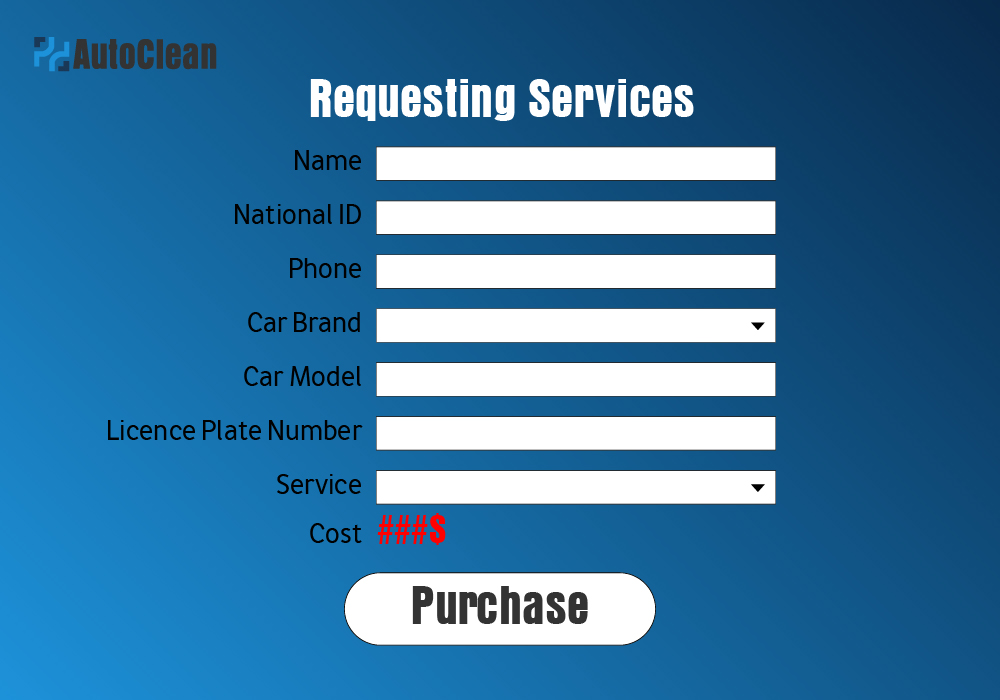 AutoClean
Requesting Services
Name
National ID
Phone
Car Brand
Car Model
Licence Plate Number
Service
Cost ###$
Purchase